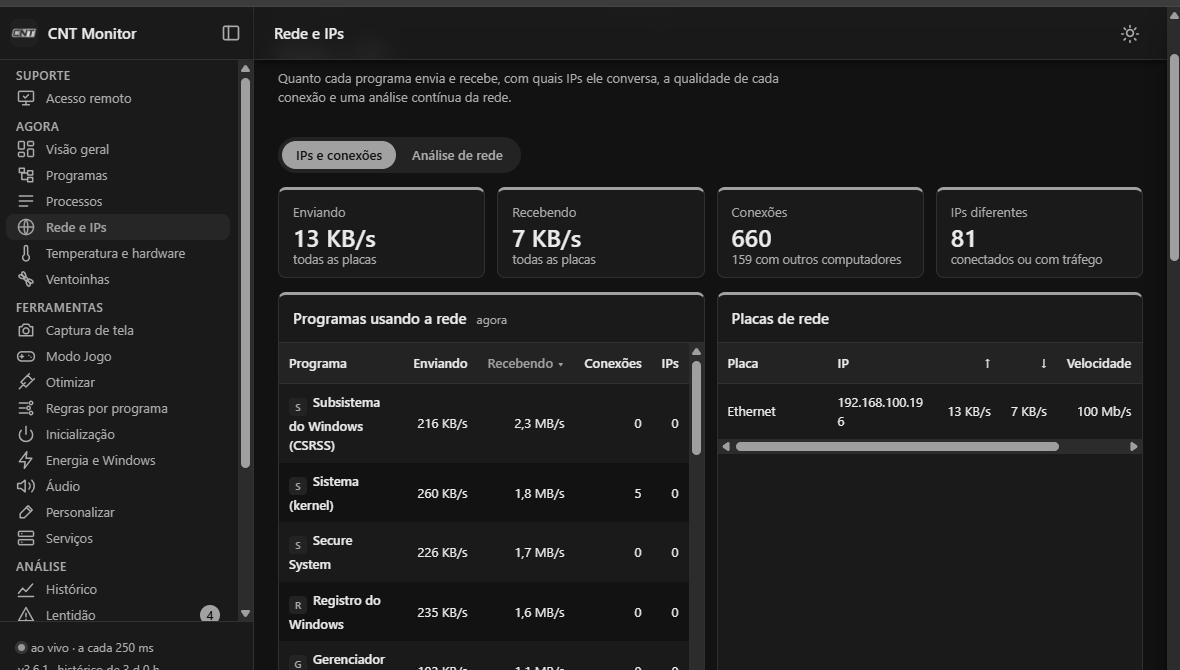 CNT
CNT Monitor
Rede e IPs
SUPORTE
Acesso remoto
AGORA
Visão geral
Programas
Processos
Rede e IPs
Temperatura e hardware
Ventoinhas
FERRAMENTAS
Captura de tela
Modo Jogo
Otimizar
Regras por programa
Inicialização
Energia e Windows
Áudio
Personalizar
Serviços
ANÁLISE
Histórico
Lentidão 4
ao vivo · a cada 250 ms
v3.6.1 · histórico de 3 d 0 h
Quanto cada programa envia e recebe, com quais IPs ele conversa, a qualidade de cada
conexão e uma análise contínua da rede.
IPs e conexões Análise de rede
Enviando
13 KB/s
todas as placas
Recebendo
7 KB/s
todas as placas
Conexões
660
159 com outros computadores
IPs diferentes
81
conectados ou com tráfego
Programas usando a rede agora
Programa Enviando Recebendo Conexões IPs
S Subsistema
do Windows
(CSRSS)
216 KB/s 2,3 MB/s 0 0
S Sistema
(kernel)
260 KB/s 1,8 MB/s 5 0
S Secure
System
226 KB/s 1,7 MB/s 0 0
R Registro do
Windows
235 KB/s 1,6 MB/s 0 0
G Gerenciador
Placas de rede
Placa IP ↑ ↓ Velocidade
Ethernet
192.168.100.19
6
13 KB/s 7 KB/s 100 Mb/s